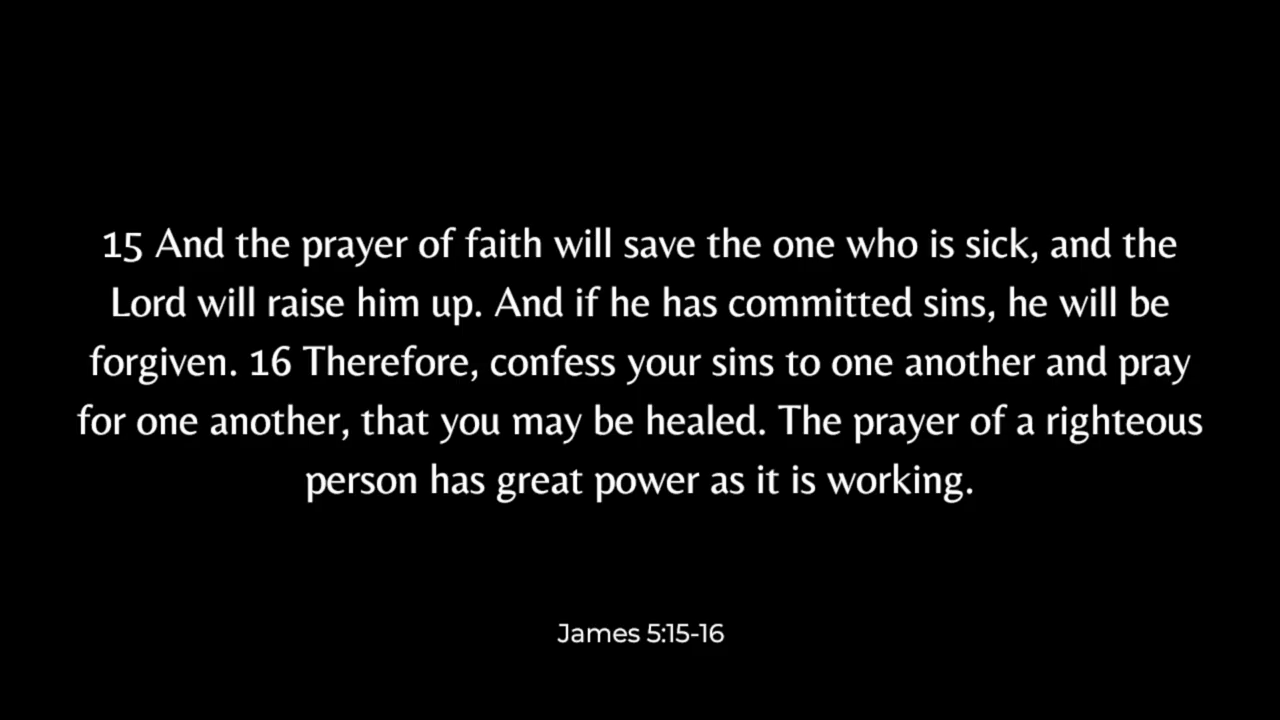 15 And the prayer of faith will save the one who is sick, and the
Lord will raise him up. And if he has committed sins, he will be
forgiven. 16 Therefore, confess your sins to one another and pray
for one another, that you may be healed. The prayer of a righteous
person has great power as it is working.
James 5:15-16